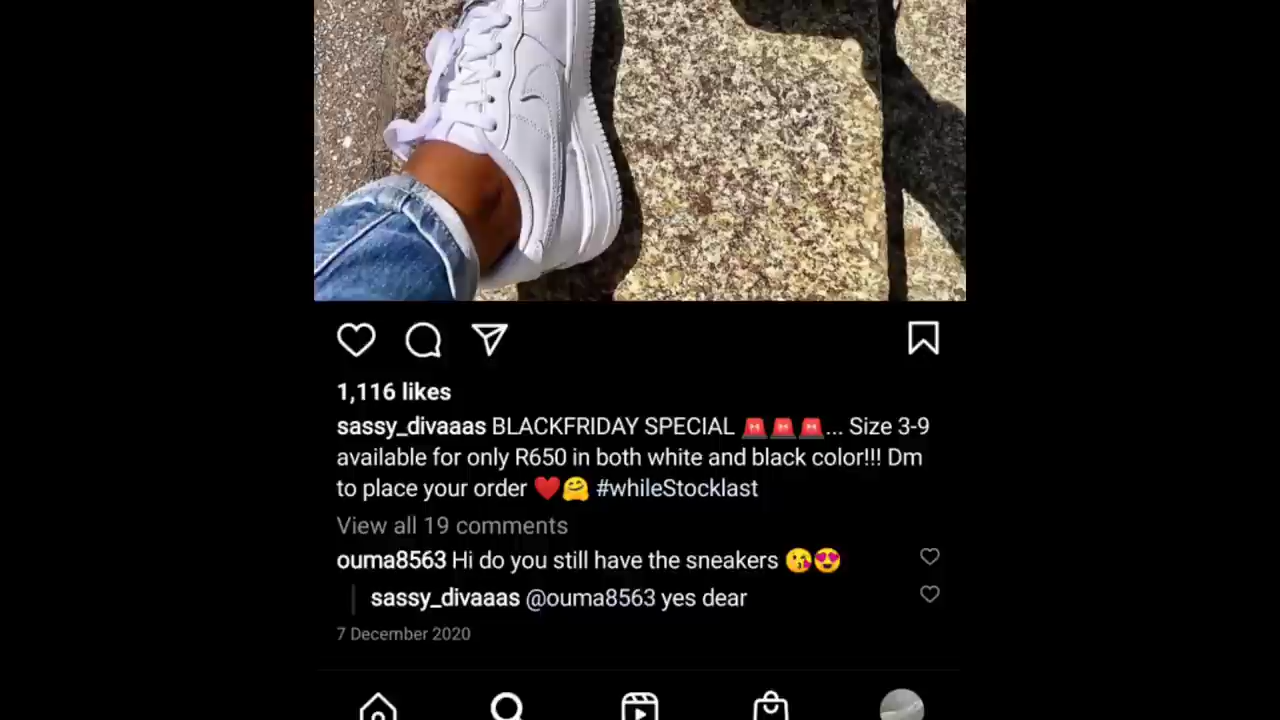 1,116 likes
sassy_divaaas BLACKFRIDAY SPECIAL 🚨🚨🚨... Size 3-9
available for only R650 in both white and black color!!! Dm
to place your order ❤️🤗 #whileStocklast
View all 19 comments
ouma8563 Hi do you still have the sneakers 😘😍
sassy_divaaas @ouma8563 yes dear
7 December 2020